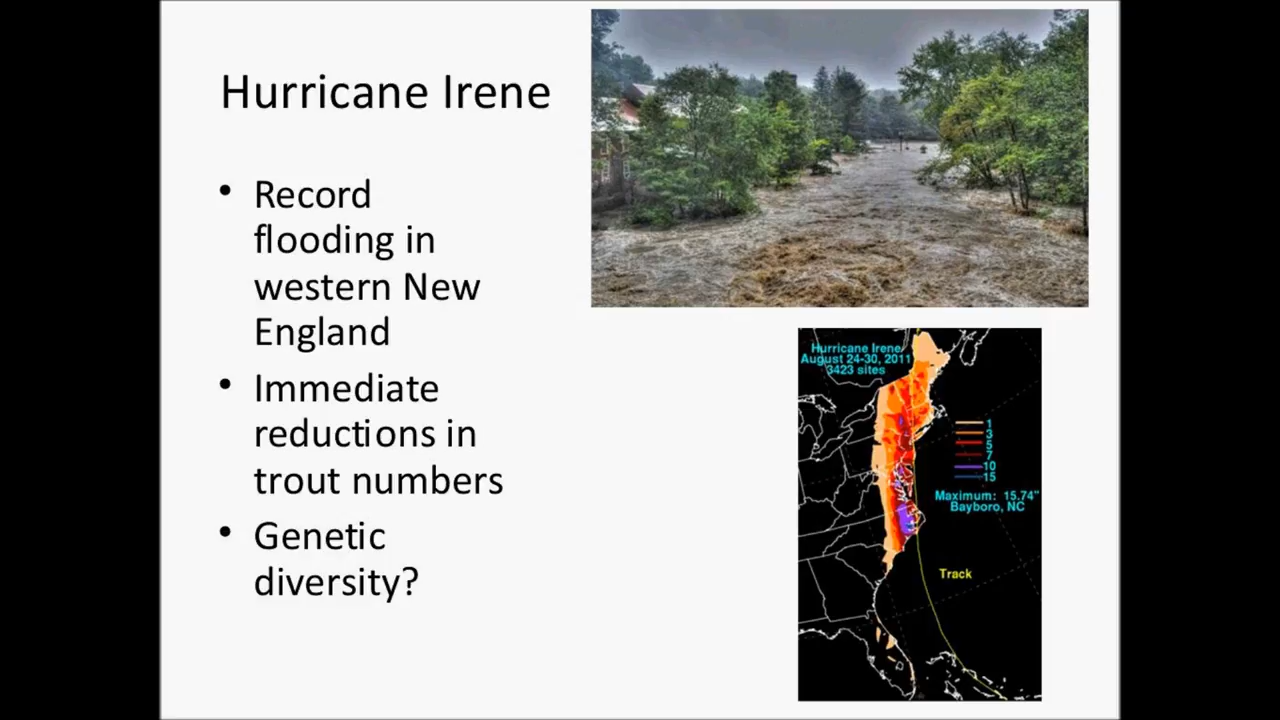 Hurricane Irene
• Record
flooding in
western New
England
• Immediate
reductions in
trout numbers
• Genetic
diversity?
Hurricane Irene
August 24-30, 2011
3423 sites
1
3
5
7
10
15
Maximum: 15.74"
Bayboro, NC
Track